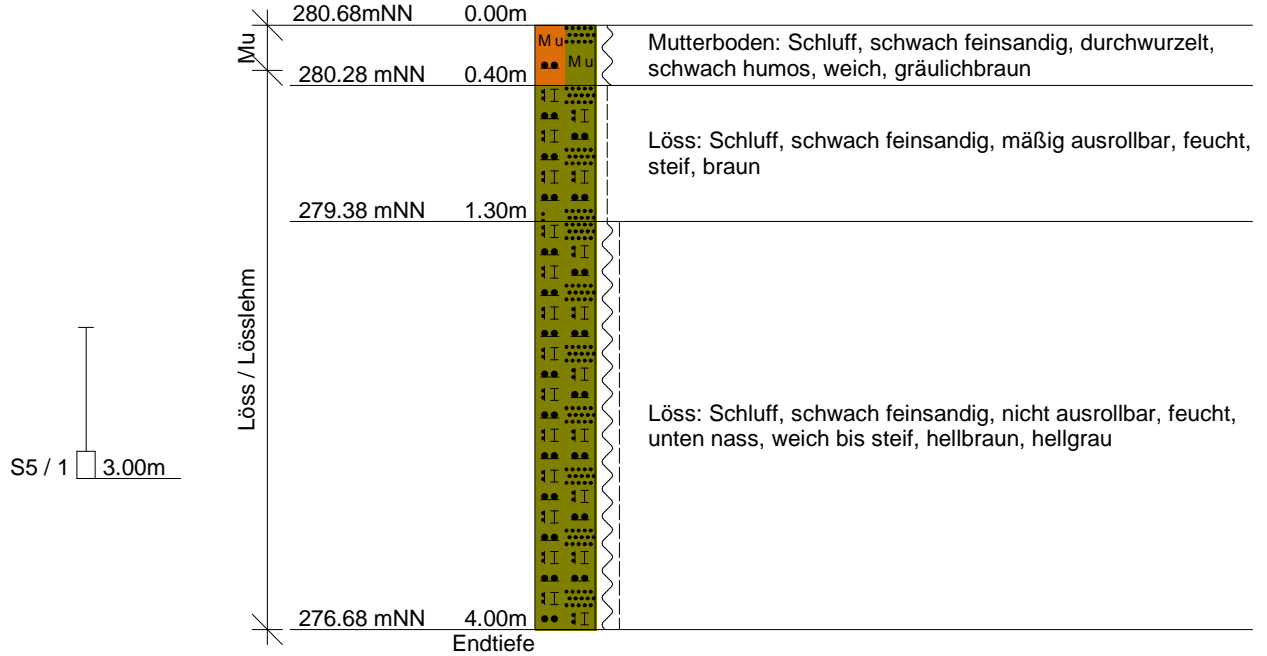 280.68mNN 0.00m
Mu
Mu
Mu
Mutterboden: Schluff, schwach feinsandig, durchwurzelt,
schwach humos, weich, gräulichbraun
280.28 mNN 0.40m
Löss: Schluff, schwach feinsandig, mäßig ausrollbar, feucht,
steif, braun
279.38 mNN 1.30m
Löss / Lösslehm
Löss: Schluff, schwach feinsandig, nicht ausrollbar, feucht,
unten nass, weich bis steif, hellbraun, hellgrau
S5 / 1 3.00m
276.68 mNN 4.00m
Endtiefe